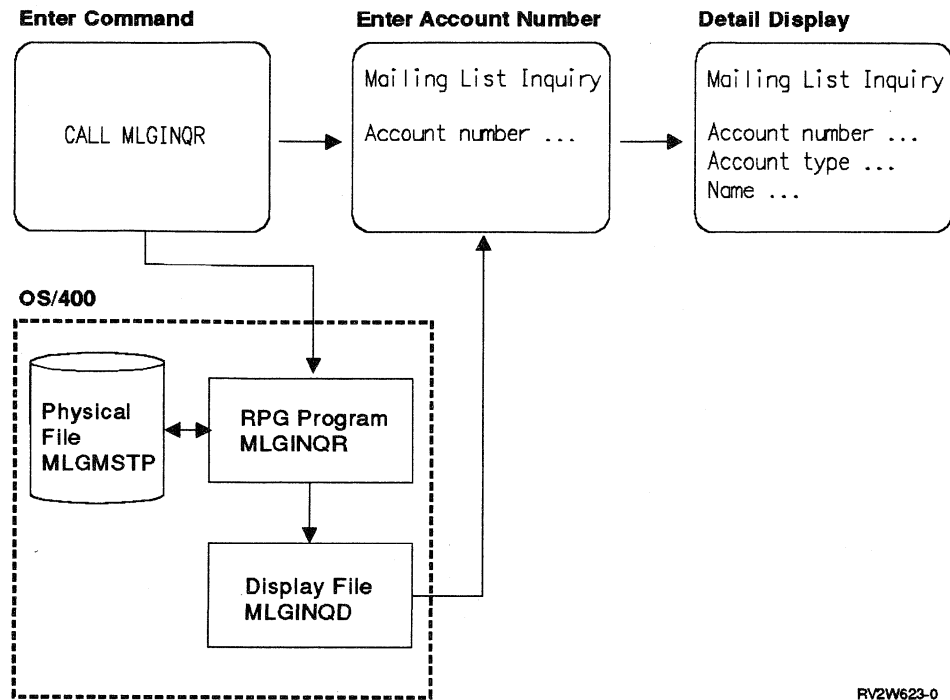 Enter Command
Enter Account Number
Detail Display
CALL MLGINQR
Mailing List Inquiry
Account number ...
Mailing List Inquiry
Account number ...
Account type ...
Name ...
OS/400
Physical
File
MLGMSTP
RPG Program
MLGINQR
Display File
MLGINQD
RV2W623-0